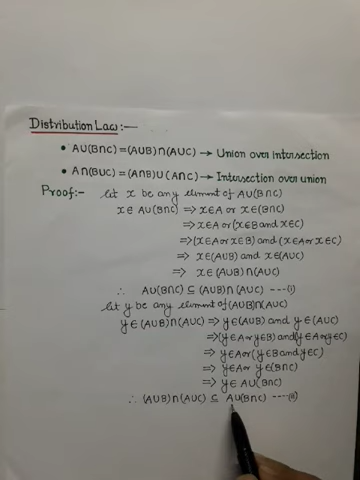 Distribution Law:—
• A∪(B∩C)=(A∪B)∩(A∪C) → Union over intersection
• A∩(B∪C)=(A∩B)∪(A∩C) → Intersection over union
Proof:- let x be any element of A∪(B∩C)
x∈ A∪(B∩C) ⇒ x∈A or x∈(B∩C)
⇒ x∈A or (x∈B and x∈C)
⇒ (x∈A or x∈B) and (x∈A or x∈C)
⇒ x∈(A∪B) and x∈(A∪C)
⇒ x∈(A∪B)∩(A∪C)
∴ A∪(B∩C) ⊆ (A∪B)∩(A∪C) ----(i)
let y be any element of (A∪B)∩(A∪C)
y∈(A∪B)∩(A∪C) ⇒ y∈(A∪B) and y∈(A∪C)
⇒ (y∈A or y∈B) and (y∈A or y∈C)
⇒ y∈A or (y∈B and y∈C)
⇒ y∈A or y∈(B∩C)
⇒ y∈ A∪(B∩C)
∴ (A∪B)∩(A∪C) ⊆ A∪(B∩C) ----(ii)